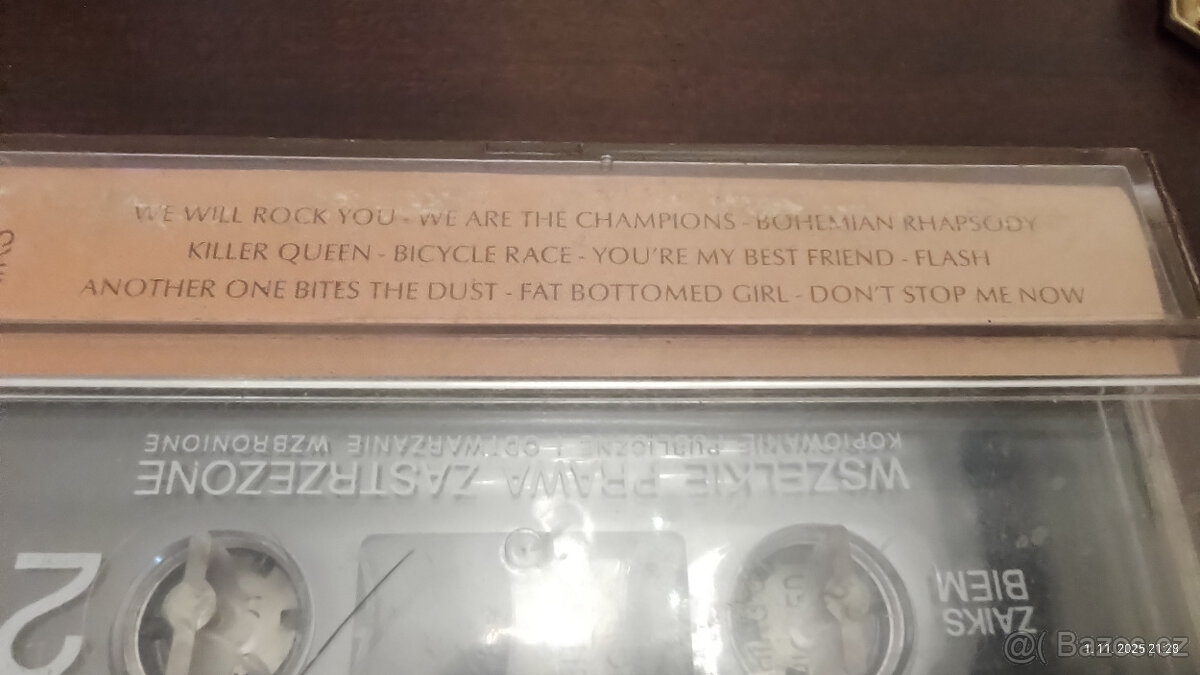 WE WILL ROCK YOU - WE ARE THE CHAMPIONS - BOHEMIAN RHAPSODY
KILLER QUEEN - BICYCLE RACE - YOU'RE MY BEST FRIEND - FLASH
ANOTHER ONE BITES THE DUST - FAT BOTTOMED GIRL - DON'T STOP ME NOW
WSZELKIE PRAWA ZASTRZEZONE
KOPIOWANIE PUBLICZNE I ODTWARZANIE WZBRONIONE
2
ZAIKS
BIEM
@( Bazos.cz
1. 11. 2025 21:28